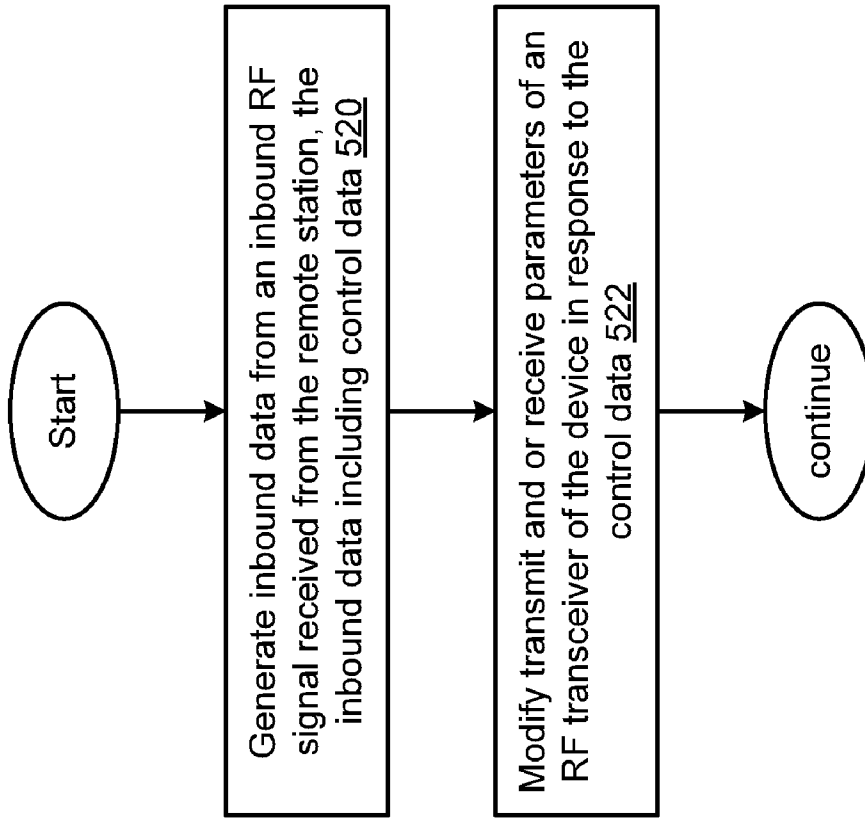 Start
Generate inbound data from an inbound RF
signal received from the remote station, the
inbound data including control data 520
Modify transmit and or receive parameters of an
RF transceiver of the device in response to the
control data 522
continue